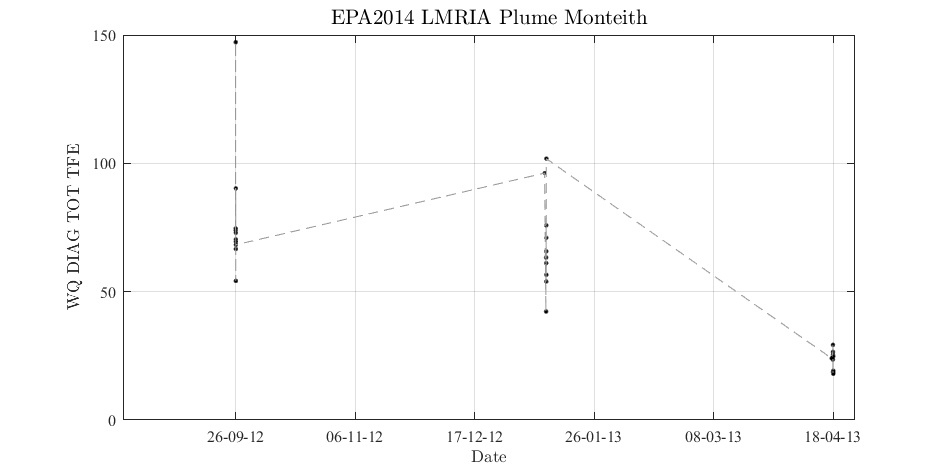 EPA2014 LMRIA Plume Monteith
150
100
50
0
WQ DIAG TOT TFE
26-09-12 06-11-12 17-12-12 26-01-13 08-03-13 18-04-13
Date